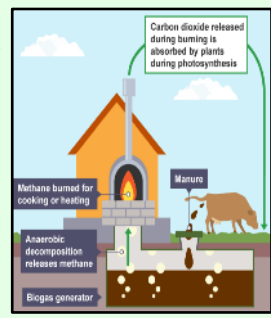 Carbon dioxide released
during burning is
absorbed by plants
during photosynthesis
Methane burned for
cooking or heating
Manure
Anaerobic
decomposition
releases methane
Biogas generator